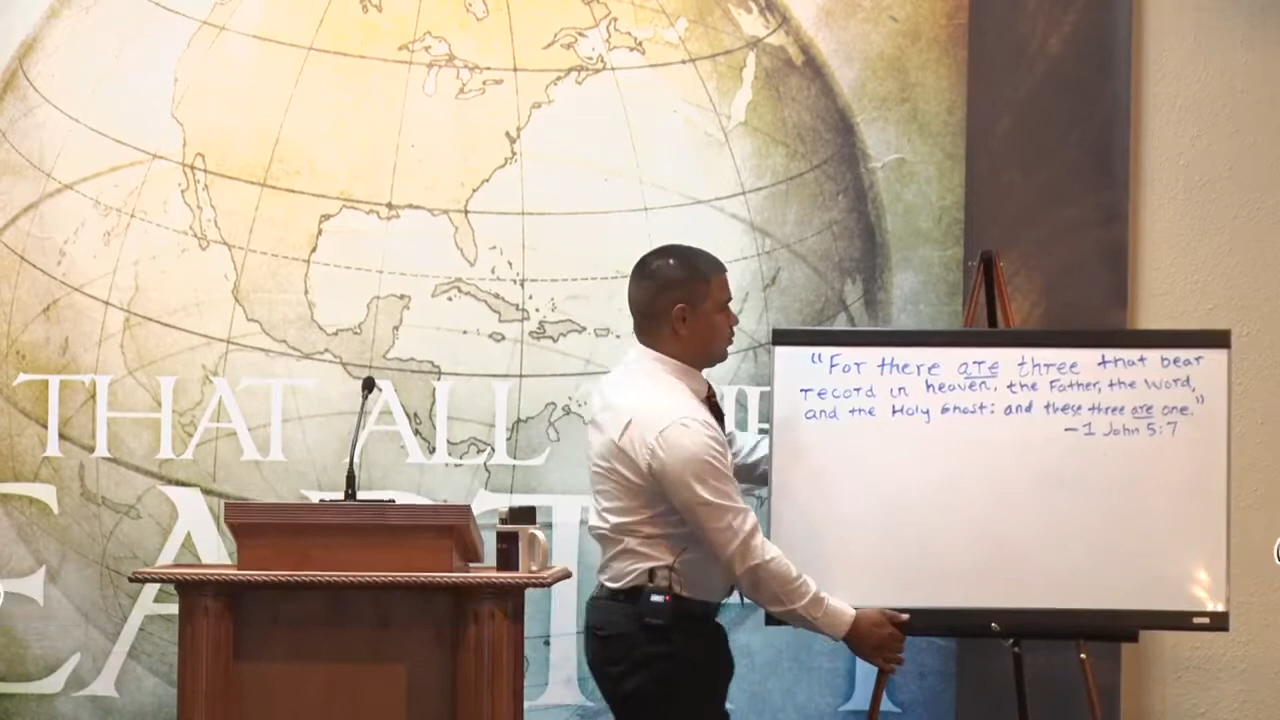 THAT ALL
"For there are three that bear
record in heaven, the Father, the Word,
and the Holy Ghost: and these three are one."
—1 John 5:7